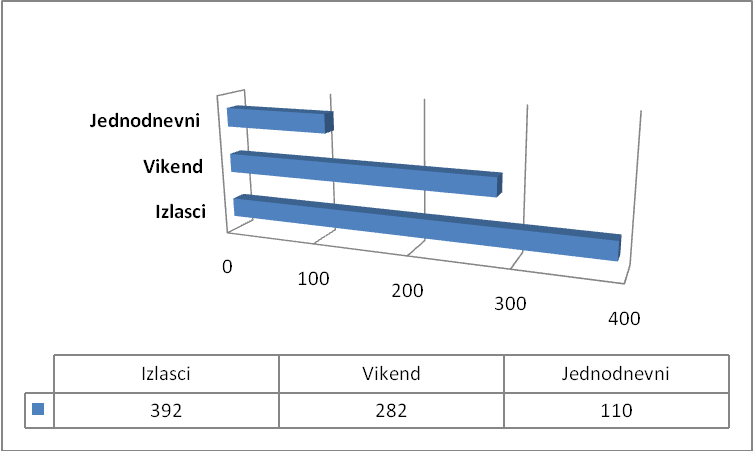 Jednodnevni
Vikend
Izlasci
0
100
200
300
400
Izlasci Vikend Jednodnevni
392 282 110